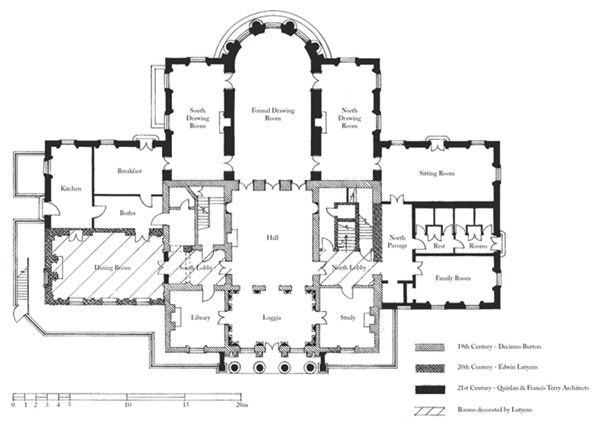 South
Drawing
Room
Formal Drawing
Room
North
Drawing
Room
Breakfast
Kitchen
Butler
Sitting Room
Hall
North
Passage
Rest
Rooms
Dining Room
South Lobby
North Lobby
Family Room
Library
Loggia
Study
19th Century - Decimus Burton
20th Century - Edwin Lutyens
21st Century - Quinlan & Francis Terry Architects
Rooms decorated by Lutyens
0 1 2 3 4 5 10 15 20m